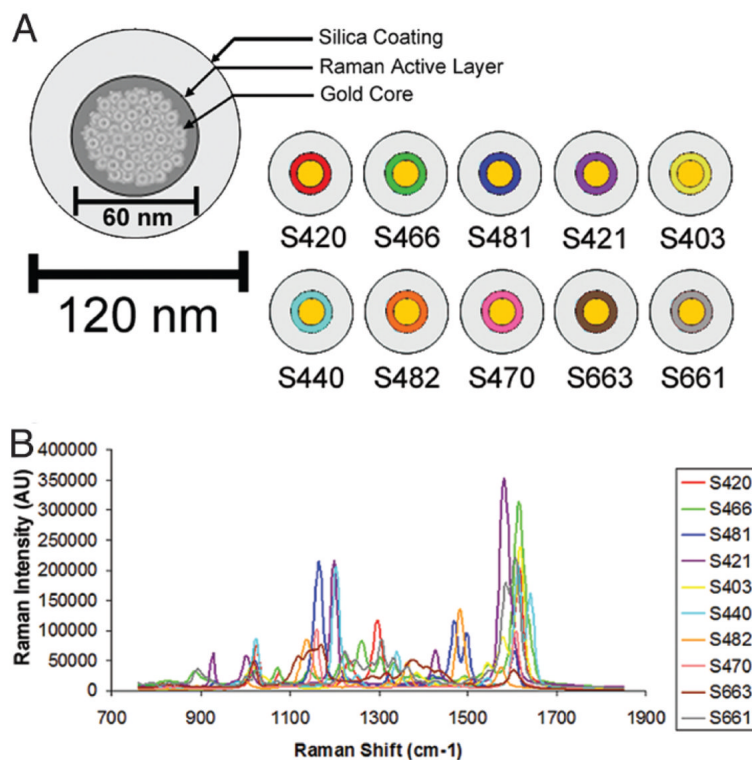 A
Silica Coating
Raman Active Layer
Gold Core
60 nm
120 nm
S420 S466 S481 S421 S403
S440 S482 S470 S663 S661
B
400000
350000
300000
250000
200000
150000
100000
50000
0
Raman Intensity (AU)
700 900 1100 1300 1500 1700 1900
Raman Shift (cm-1)
S420
S466
S481
S421
S403
S440
S482
S470
S663
S661